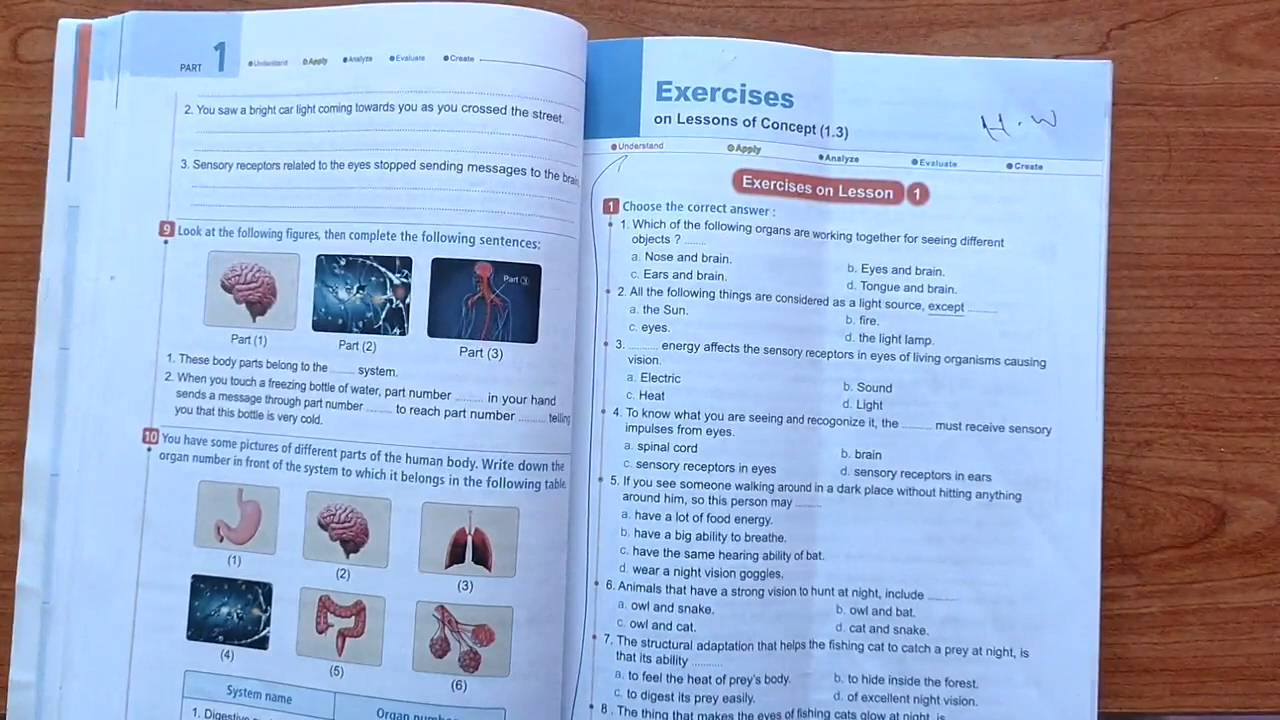 PART 1
Understand Apply Analyze Evaluate Create
2. You saw a bright car light coming towards you as you crossed the street.
3. Sensory receptors related to the eyes stopped sending messages to the brain
9 Look at the following figures, then complete the following sentences:
Part (3)
Part (1) Part (2) Part (3)
1. These body parts belong to the ........ system.
2. When you touch a freezing bottle of water, part number ........ in your hand
sends a message through part number ........ to reach part number ........ telling
you that this bottle is very cold.
10 You have some pictures of different parts of the human body. Write down the
organ number in front of the system to which it belongs in the following table
(1) (2) (3)
(4) (5) (6)
System name
1. Digestive
Exercises
on Lessons of Concept (1.3)
H.W
Understand Apply Analyze Evaluate Create
Exercises on Lesson 1
1 Choose the correct answer :
1. Which of the following organs are working together for seeing different
objects ? ........
a. Nose and brain. b. Eyes and brain.
c. Ears and brain. d. Tongue and brain.
2. All the following things are considered as a light source, except ........
a. the Sun. b. fire.
c. eyes. d. the light lamp.
3. ........ energy affects the sensory receptors in eyes of living organisms causing
vision.
a. Electric b. Sound
c. Heat d. Light
4. To know what you are seeing and recogonize it, the ........ must receive sensory
impulses from eyes.
a. spinal cord b. brain
c. sensory receptors in eyes d. sensory receptors in ears
5. If you see someone walking around in a dark place without hitting anything
around him, so this person may ........
a. have a lot of food energy.
b. have a big ability to breathe.
c. have the same hearing ability of bat.
d. wear a night vision goggles.
6. Animals that have a strong vision to hunt at night, include ........
a. owl and snake. b. owl and bat.
c. owl and cat. d. cat and snake.
7. The structural adaptation that helps the fishing cat to catch a prey at night, is
that its ability ........
a. to feel the heat of prey's body. b. to hide inside the forest.
c. to digest its prey easily. d. of excellent night vision.
8. The thing that makes the eyes of fishing cats glow at night, is